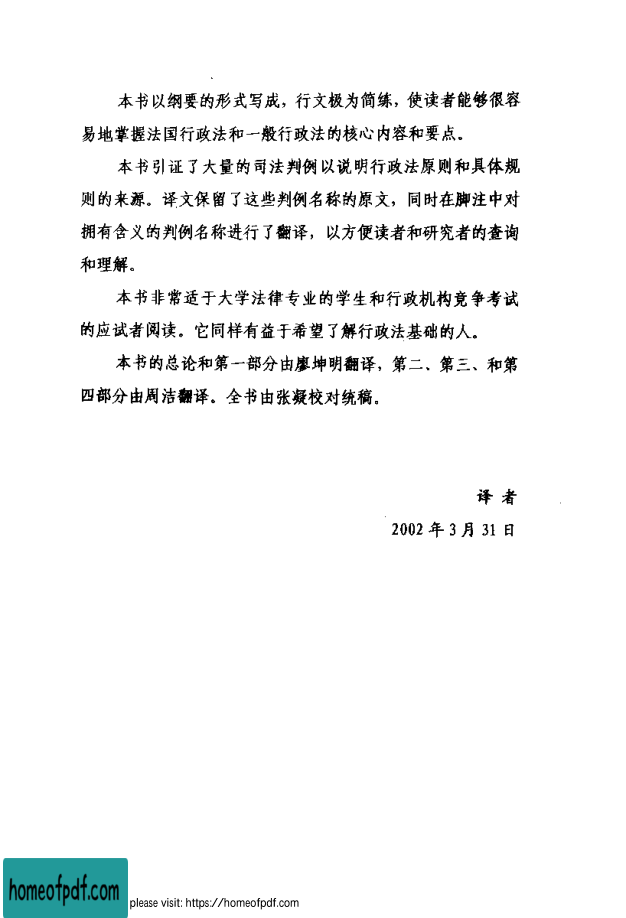 本书以纲要的形式写成，行文极为简练，使读者能够很容
易地掌握法国行政法和一般行政法的核心内容和要点。
本书引证了大量的司法判例以说明行政法原则和具体规
则的来源。译文保留了这些判例名称的原文，同时在脚注中对
拥有含义的判例名称进行了翻译，以方便读者和研究者的查询
和理解。
本书非常适于大学法律专业的学生和行政机构竞争考试
的应试者阅读。它同样有益于希望了解行政法基础的人。
本书的总论和第一部分由廖坤明翻译，第二、第三、和第
四部分由周洁翻译。全书由张凝校对统稿。
译者
2002年3月31日
homeofpdf.com
please visit: https://homeofpdf.com